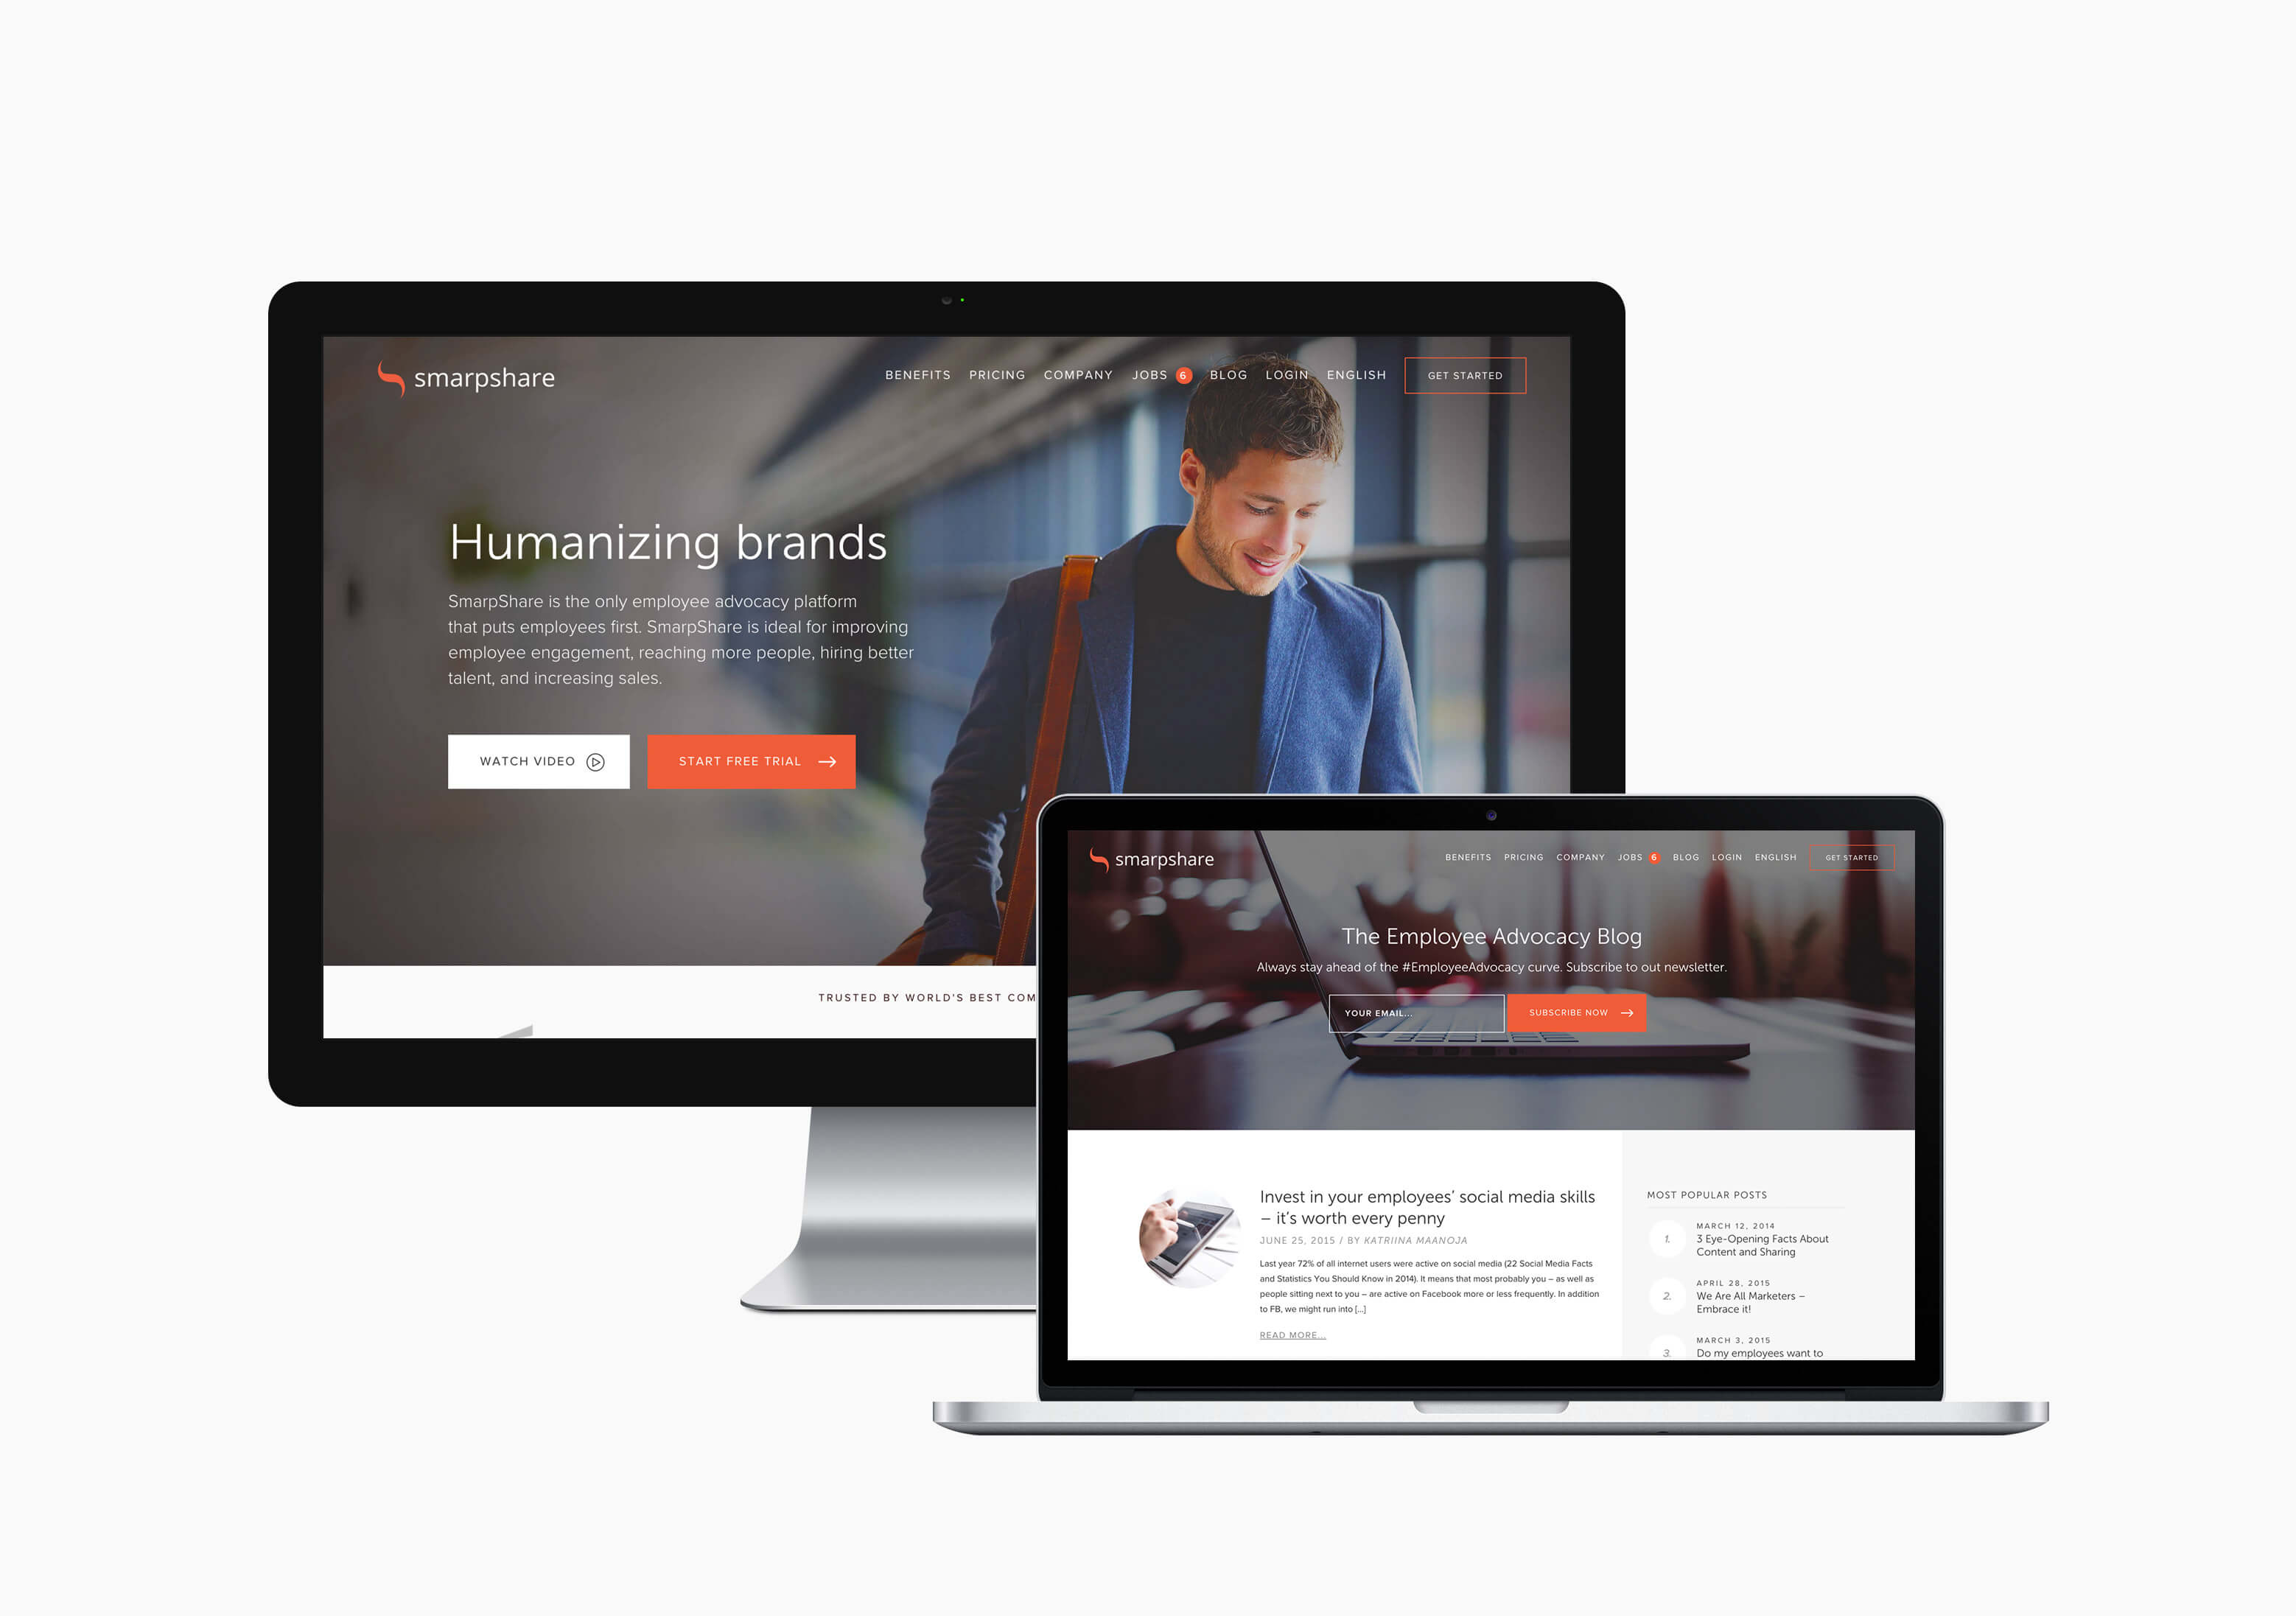 smarpshare
BENEFITS PRICING COMPANY JOBS 6 BLOG LOGIN ENGLISH GET STARTED
Humanizing brands
SmarpShare is the only employee advocacy platform
that puts employees first. SmarpShare is ideal for improving
employee engagement, reaching more people, hiring better
talent, and increasing sales.
WATCH VIDEO START FREE TRIAL
TRUSTED BY WORLD'S BEST COM
smarpshare
BENEFITS PRICING COMPANY JOBS 6 BLOG LOGIN ENGLISH GET STARTED
The Employee Advocacy Blog
Always stay ahead of the #EmployeeAdvocacy curve. Subscribe to out newsletter.
YOUR EMAIL... SUBSCRIBE NOW
Invest in your employees' social media skills
– it's worth every penny
JUNE 25, 2015 / BY KATRIINA MAANOJA
Last year 72% of all internet users were active on social media (22 Social Media Facts
and Statistics You Should Know in 2014). It means that most probably you – as well as
people sitting next to you – are active on Facebook more or less frequently. In addition
to FB, we might run into [...]
READ MORE...
MOST POPULAR POSTS
1.
MARCH 12, 2014
3 Eye-Opening Facts About
Content and Sharing
2.
APRIL 28, 2015
We Are All Marketers –
Embrace it!
3.
MARCH 3, 2015
Do my employees want to